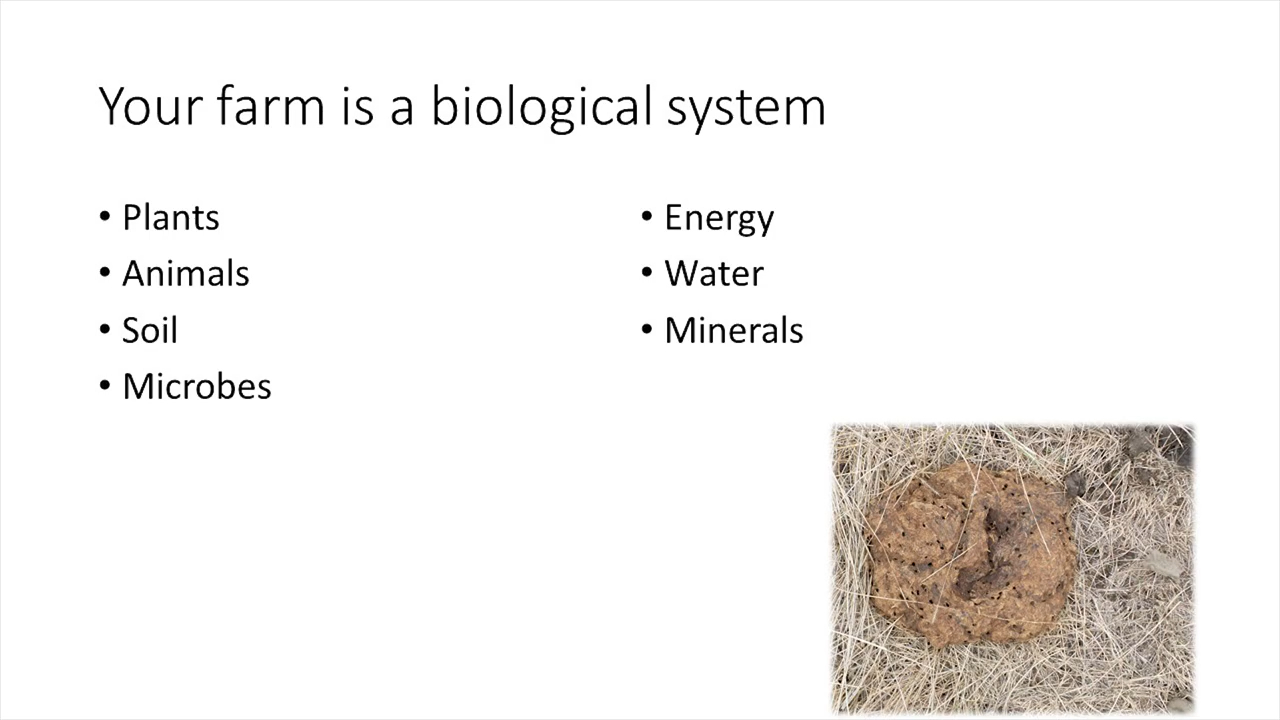 Your farm is a biological system
• Plants
• Animals
• Soil
• Microbes
• Energy
• Water
• Minerals